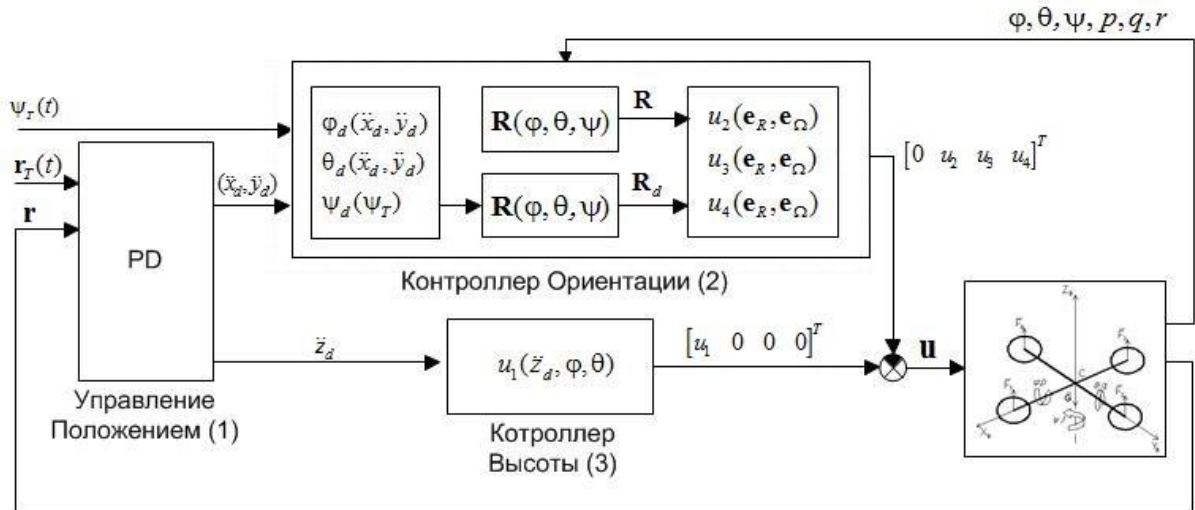 φ, θ, ψ, p, q, r
ψ_T(t)
r_T(t)
r
PD
(ẍ_d, ÿ_d)
φ_d(ẍ_d, ÿ_d)
θ_d(ẍ_d, ÿ_d)
ψ_d(ψ_T)
R(φ, θ, ψ)
R
R(φ, θ, ψ)
R_d
u_2(e_R, e_Ω)
u_3(e_R, e_Ω)
u_4(e_R, e_Ω)
[0 u_2 u_3 u_4]^T
Контроллер Ориентации (2)
z̈_d
u_1(z̈_d, φ, θ)
[u_1 0 0 0]^T
u
Управление
Положением (1)
Котроллер
Высоты (3)
C
G